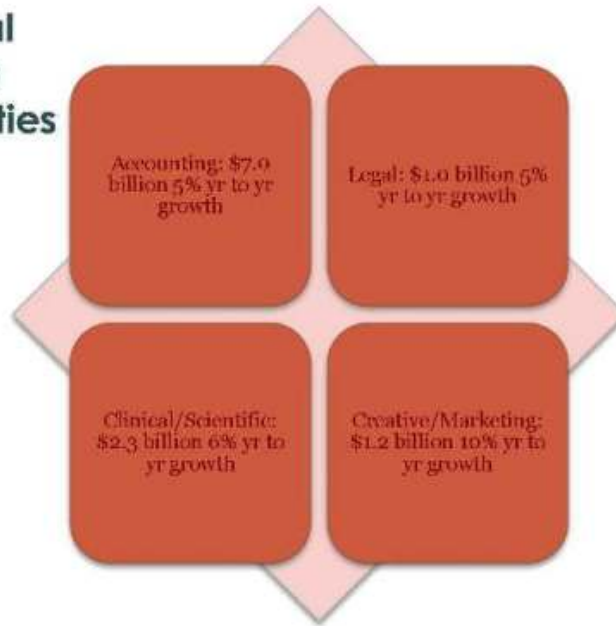 al
ties
Accounting: $7.0
billion 5% yr to yr
growth
Legal: $1.0 billion 5%
yr to yr growth
Clinical/Scientific:
$2.3 billion 6% yr to
yr growth
Creative/Marketing:
$1.2 billion 10% yr to
yr growth